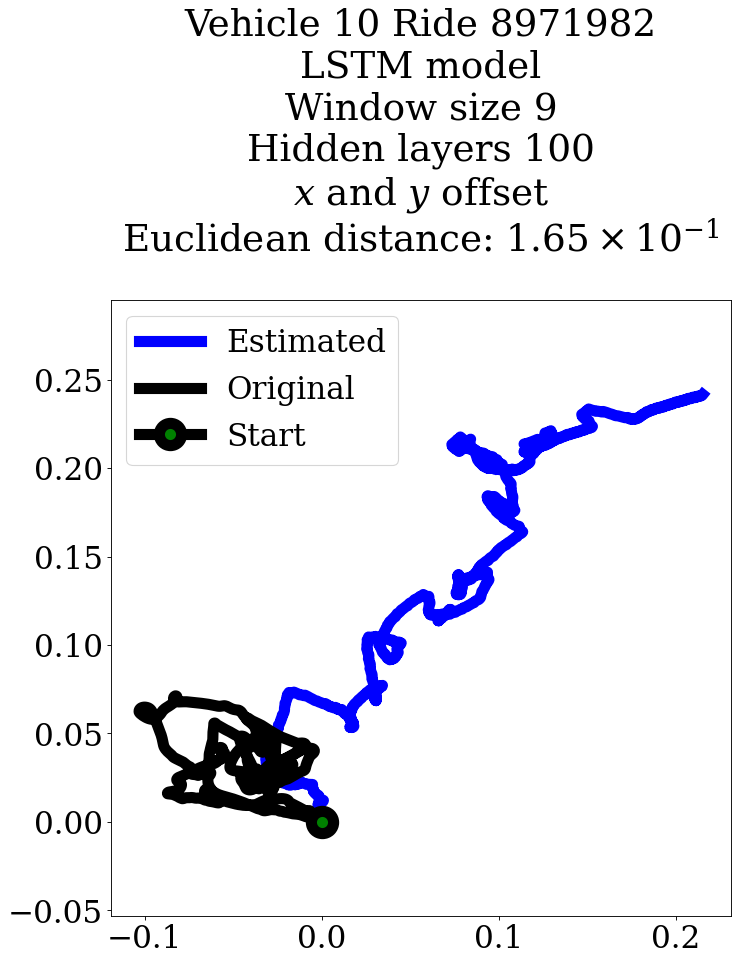 Vehicle 10 Ride 8971982
LSTM model
Window size 9
Hidden layers 100
x and y offset
Euclidean distance: 1.65 × 10⁻¹
Estimated
Original
Start
0.25
0.20
0.15
0.10
0.05
0.00
−0.05
−0.1 0.0 0.1 0.2